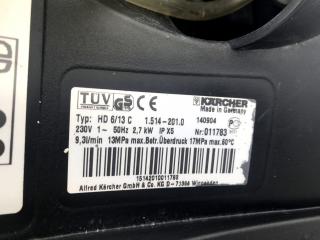 TÜV GS CE KÄRCHER
Made in Germany
Typ: HD 6/13 C 1.514-201.0 140904
230V 1~ 50Hz 2,7 kW IP X5 Nr:011783
9,3l/min 13MPa max.Betr.Überdruck 17MPa max.60°C
15142010011783
Alfred Kärcher GmbH & Co. KG D - 71364 Winnenden